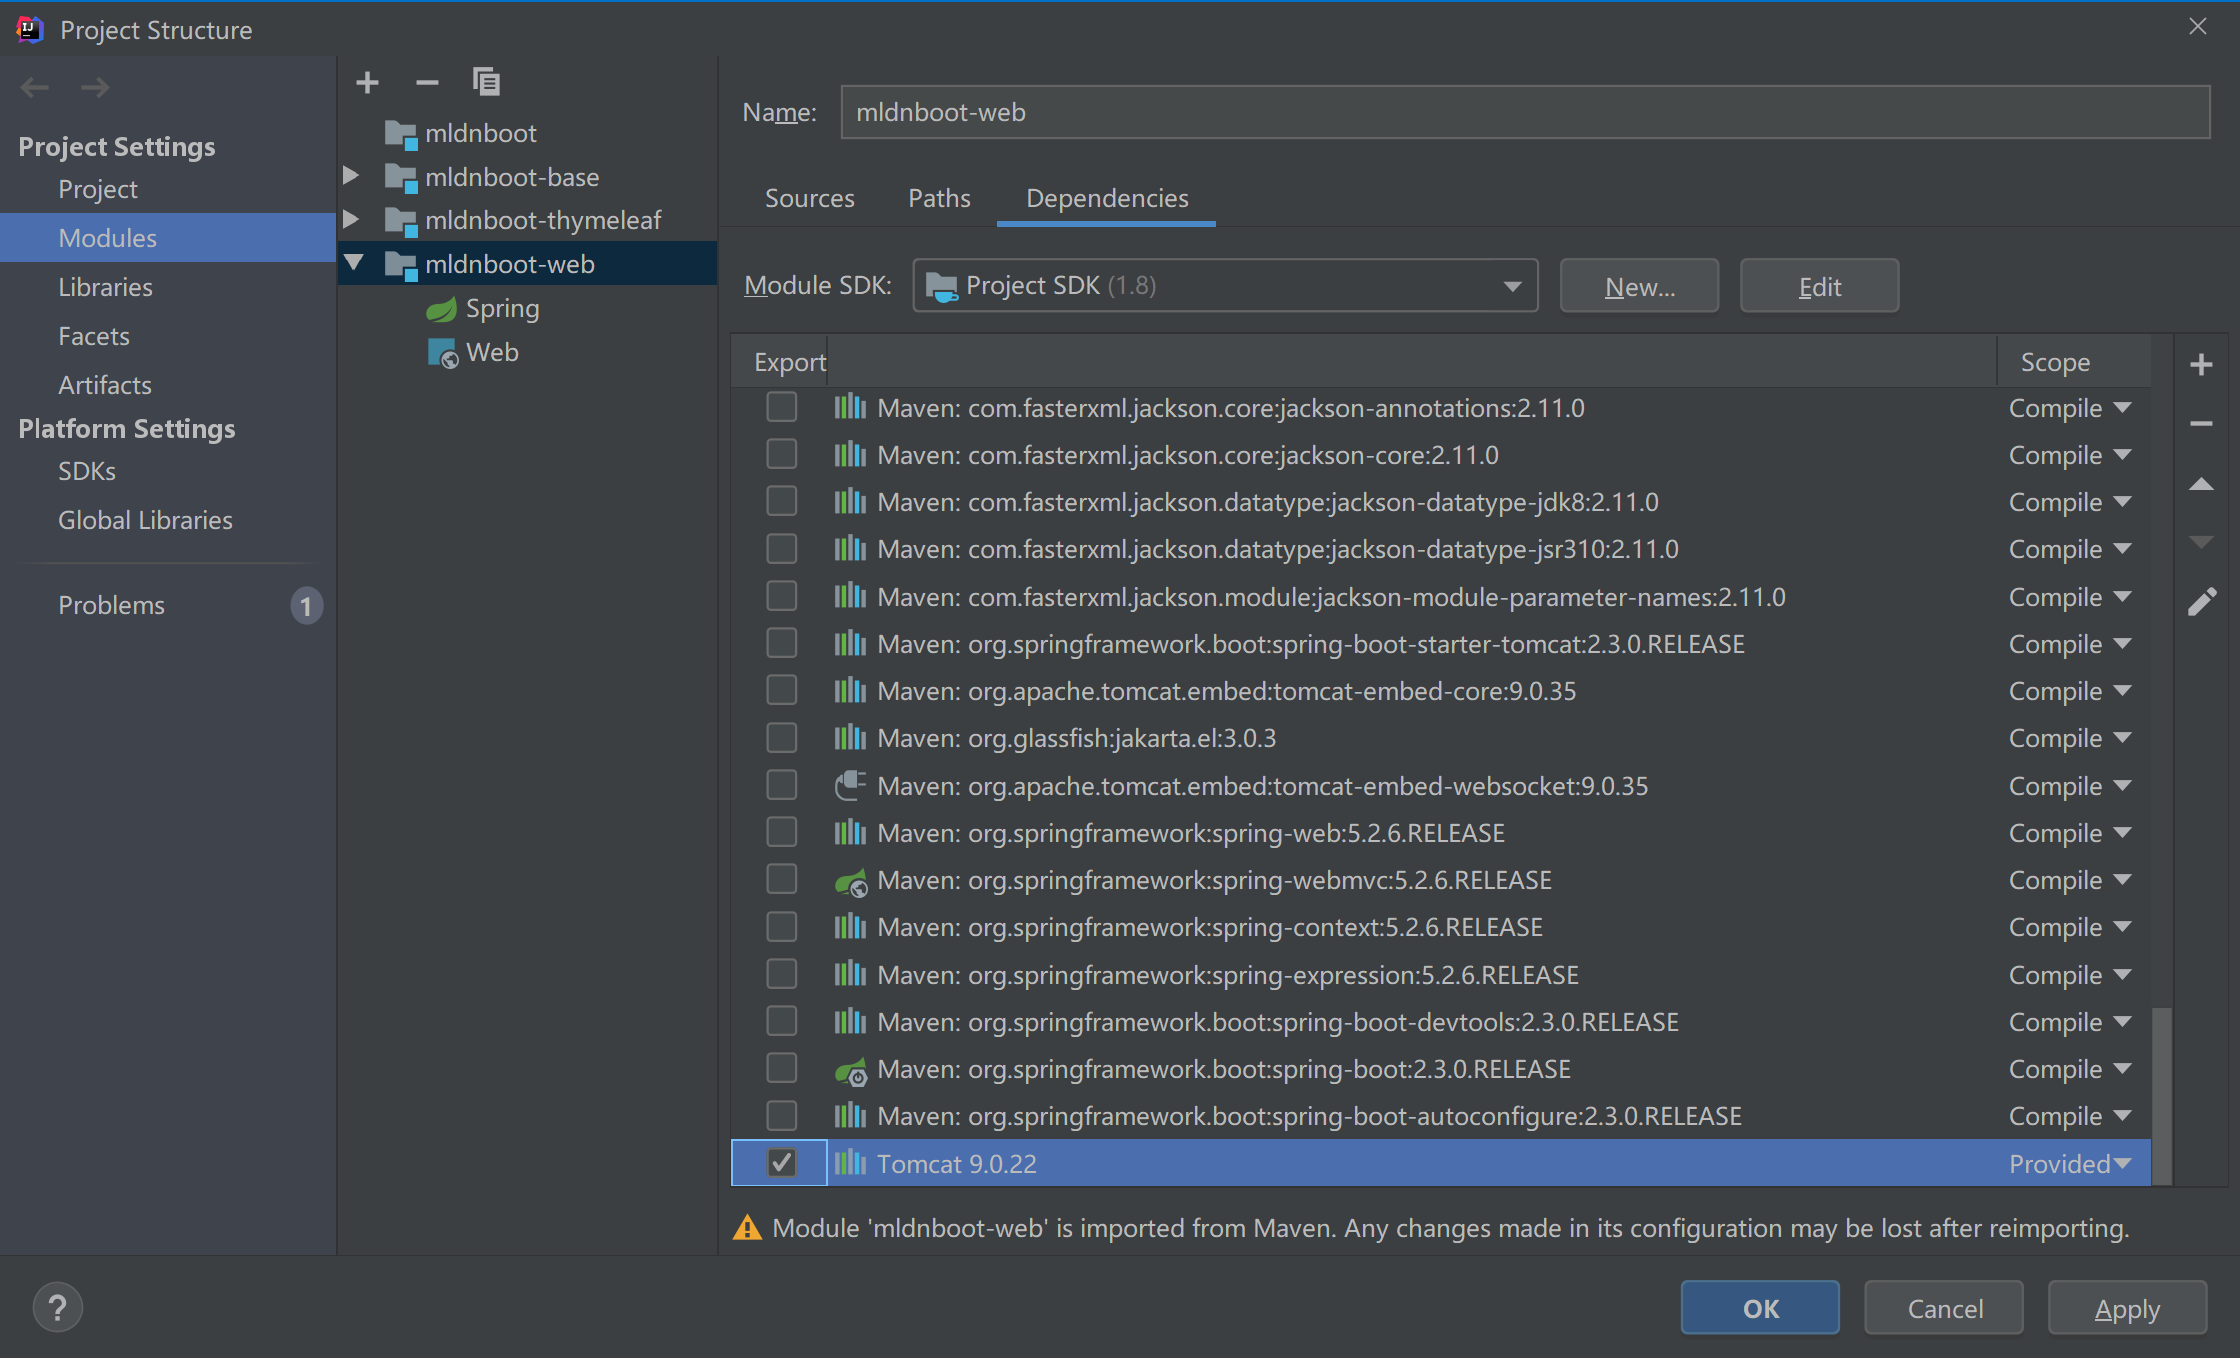 Project Structure
Project Settings
Project
Modules
Libraries
Facets
Artifacts
Platform Settings
SDKs
Global Libraries
Problems 1
mldnboot
mldnboot-base
mldnboot-thymeleaf
mldnboot-web
Spring
Web
Name: mldnboot-web
Sources Paths Dependencies
Module SDK: Project SDK (1.8) New... Edit
Export Scope
Maven: com.fasterxml.jackson.core:jackson-annotations:2.11.0 Compile
Maven: com.fasterxml.jackson.core:jackson-core:2.11.0 Compile
Maven: com.fasterxml.jackson.datatype:jackson-datatype-jdk8:2.11.0 Compile
Maven: com.fasterxml.jackson.datatype:jackson-datatype-jsr310:2.11.0 Compile
Maven: com.fasterxml.jackson.module:jackson-module-parameter-names:2.11.0 Compile
Maven: org.springframework.boot:spring-boot-starter-tomcat:2.3.0.RELEASE Compile
Maven: org.apache.tomcat.embed:tomcat-embed-core:9.0.35 Compile
Maven: org.glassfish:jakarta.el:3.0.3 Compile
Maven: org.apache.tomcat.embed:tomcat-embed-websocket:9.0.35 Compile
Maven: org.springframework:spring-web:5.2.6.RELEASE Compile
Maven: org.springframework:spring-webmvc:5.2.6.RELEASE Compile
Maven: org.springframework:spring-context:5.2.6.RELEASE Compile
Maven: org.springframework:spring-expression:5.2.6.RELEASE Compile
Maven: org.springframework.boot:spring-boot-devtools:2.3.0.RELEASE Compile
Maven: org.springframework.boot:spring-boot:2.3.0.RELEASE Compile
Maven: org.springframework.boot:spring-boot-autoconfigure:2.3.0.RELEASE Compile
Tomcat 9.0.22 Provided
Module 'mldnboot-web' is imported from Maven. Any changes made in its configuration may be lost after reimporting.
? OK Cancel Apply